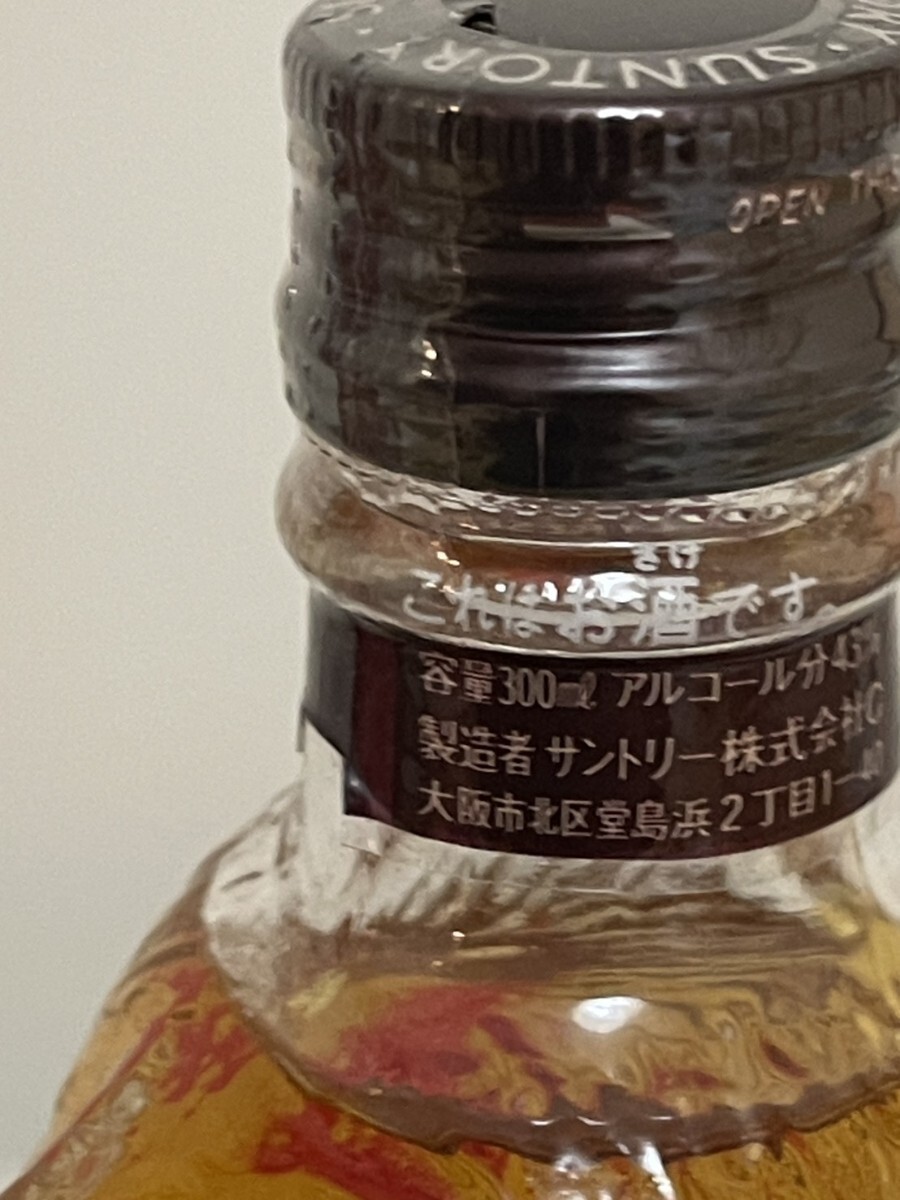 SUNTORY
OPEN THIS
さけ
これはお酒です。
容量300㎖ アルコール分43%
製造者 サントリー株式会社
大阪市北区堂島浜2丁目1-40